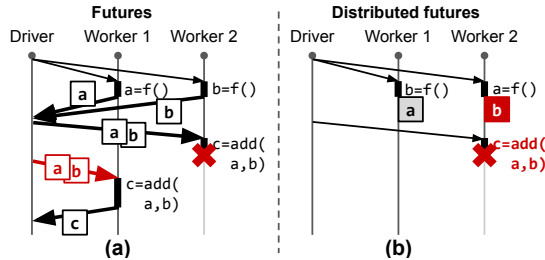 Futures
Driver Worker 1 Worker 2
a=f()
b=f()
a
b
a b
c=add(
a,b)
a b
c=add(
a,b)
c
(a)
Distributed futures
Driver Worker 1 Worker 2
b=f()
a=f()
a
b
c=add(
a,b)
(b)